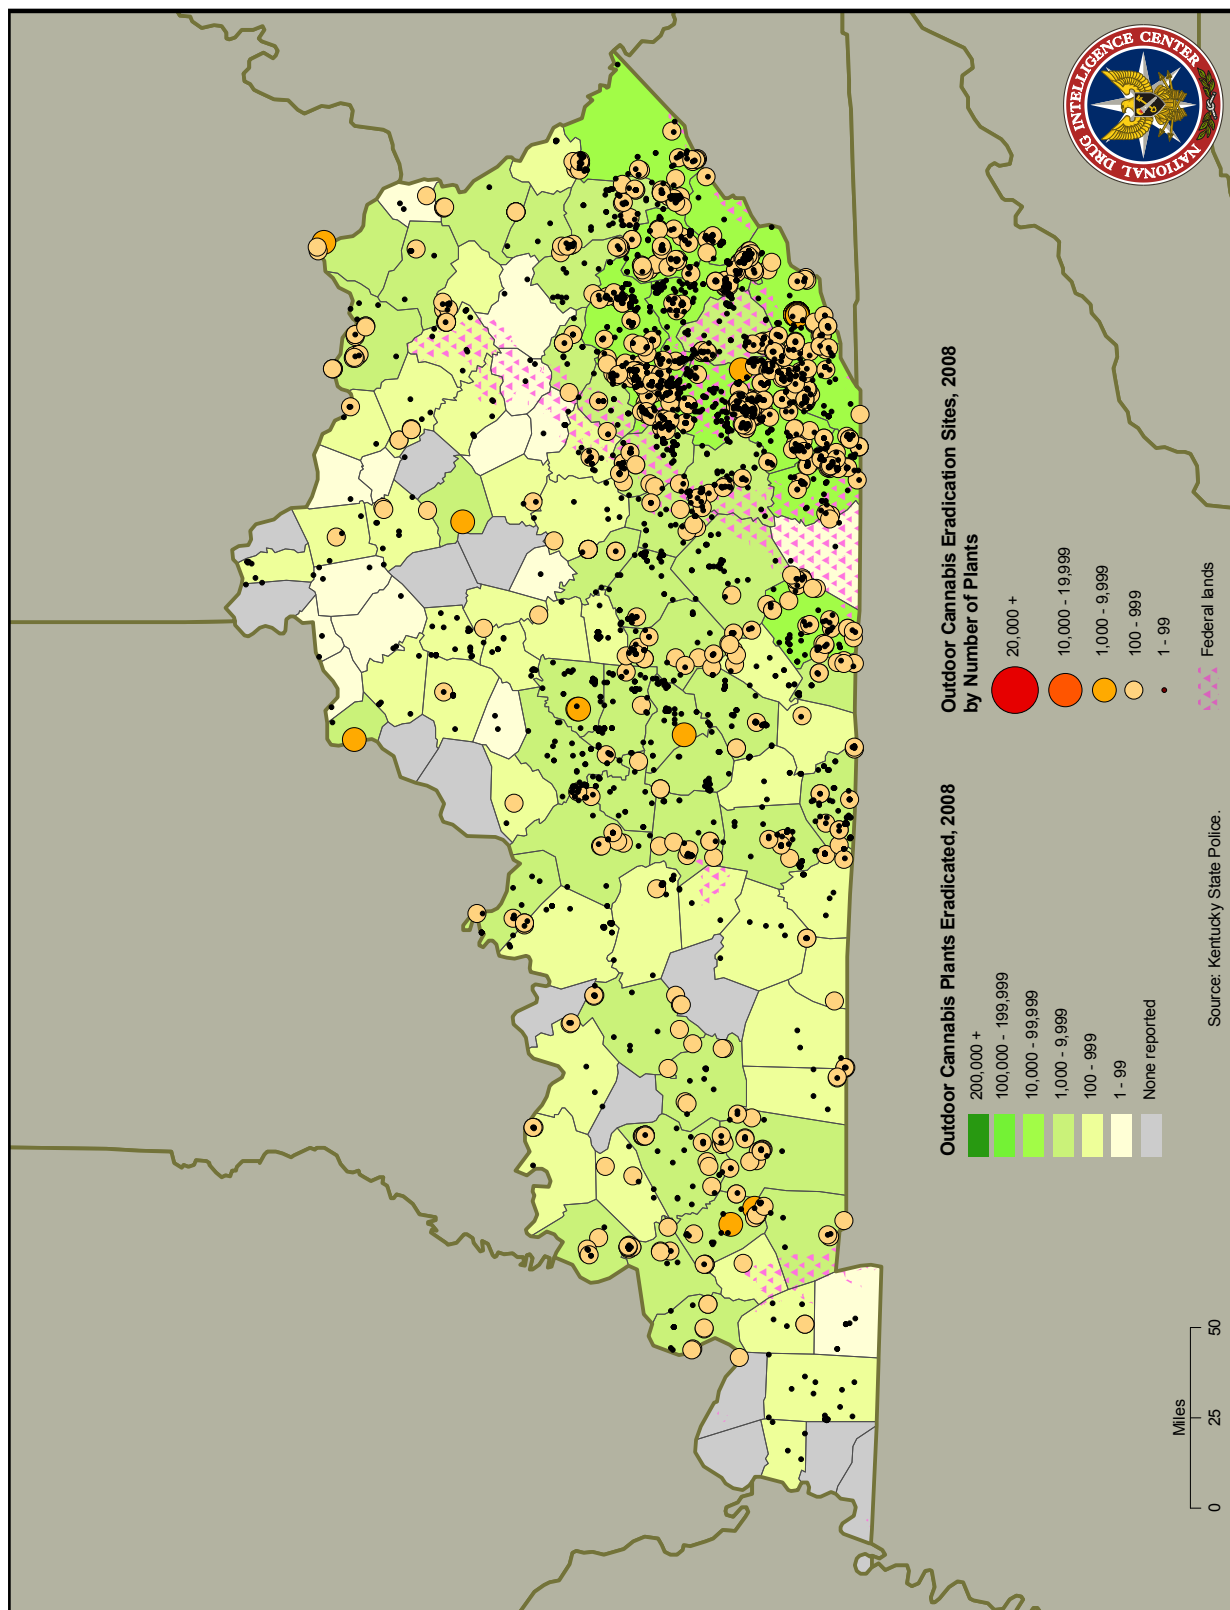 NATIONAL DRUG INTELLIGENCE CENTER
Outdoor Cannabis Plants Eradicated, 2008
200,000 +
100,000 - 199,999
10,000 - 99,999
1,000 - 9,999
100 - 999
1 - 99
None reported
Outdoor Cannabis Eradication Sites, 2008
by Number of Plants
20,000 +
10,000 - 19,999
1,000 - 9,999
100 - 999
1 - 99
Federal lands
Miles
0 25 50
Source: Kentucky State Police.